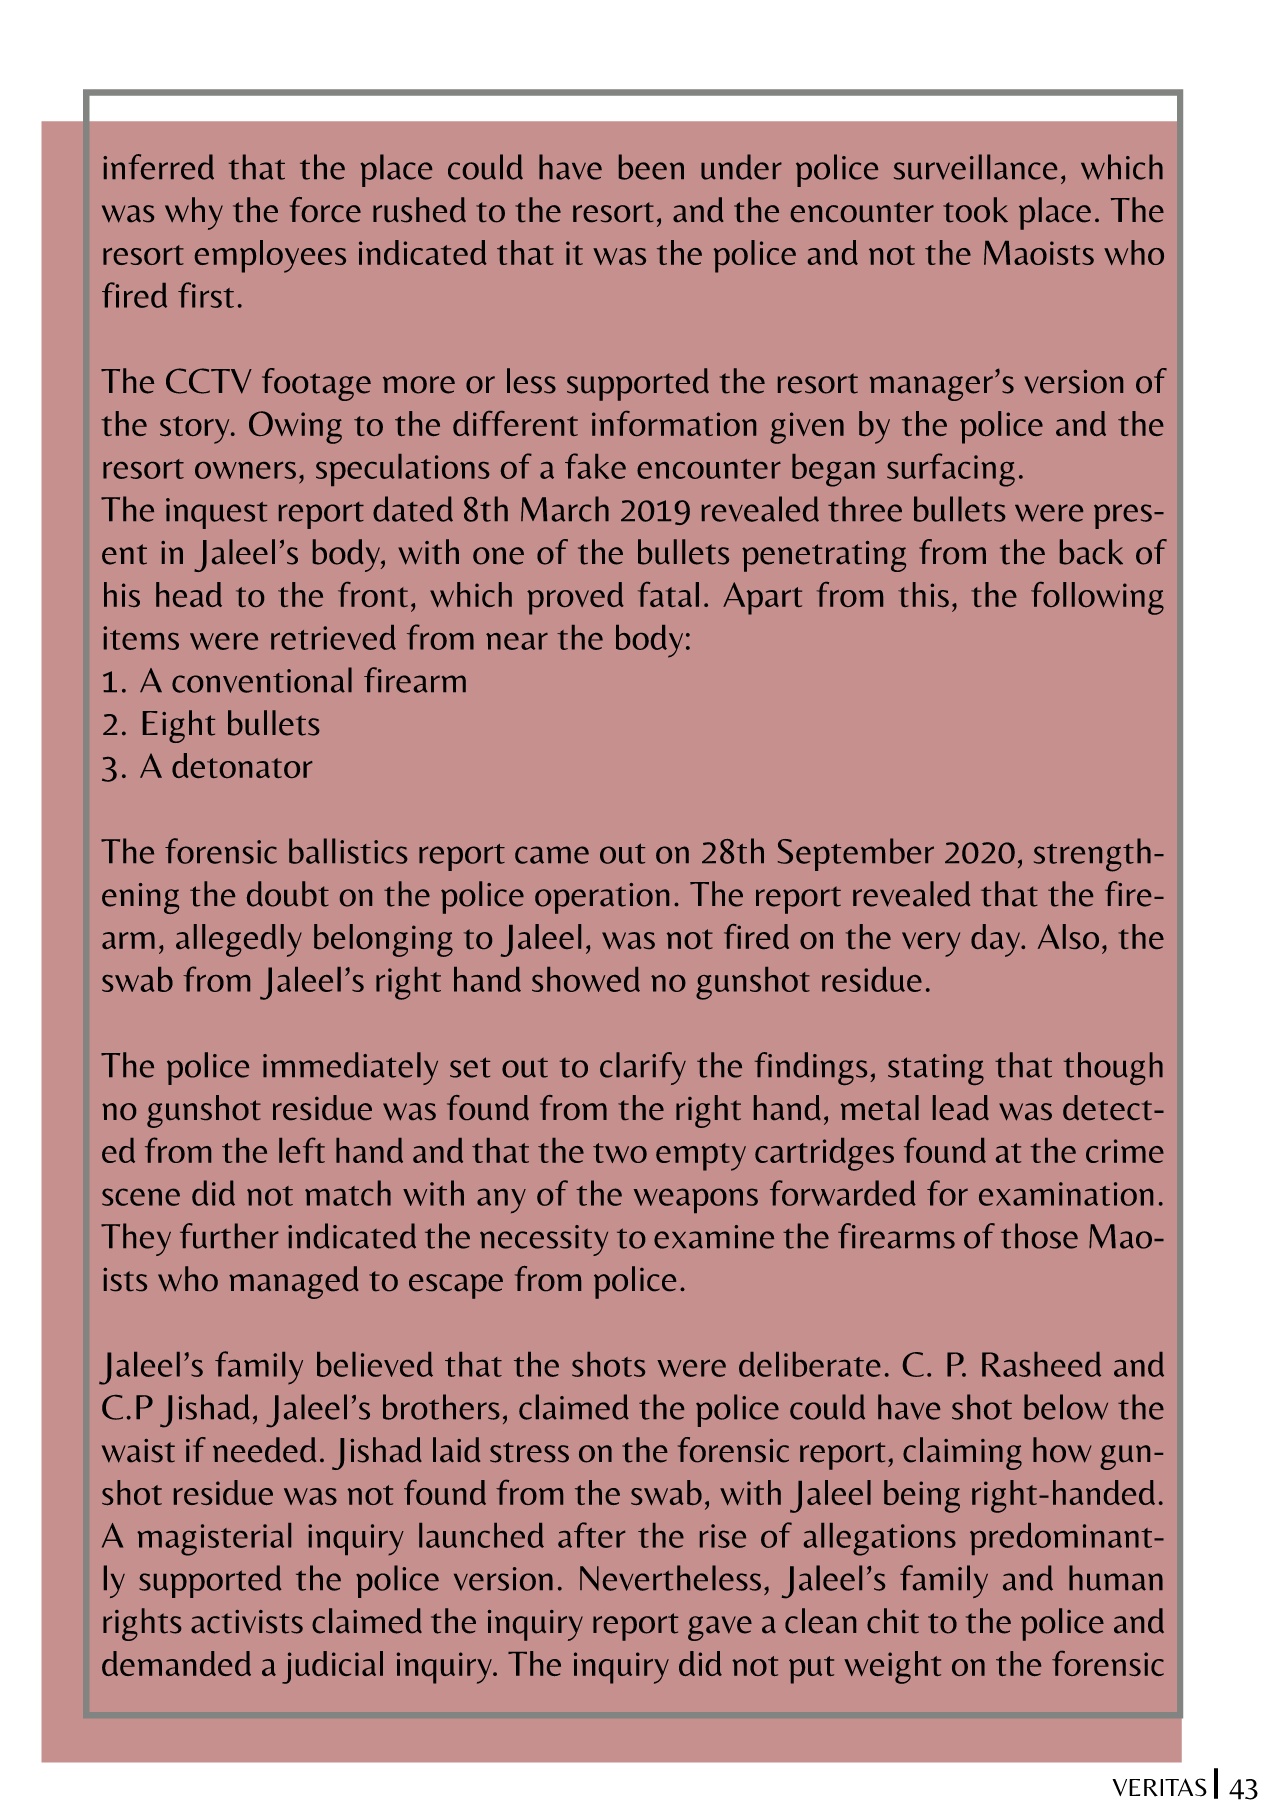 inferred that the place could have been under police surveillance, which
was why the force rushed to the resort, and the encounter took place. The
resort employees indicated that it was the police and not the Maoists who
fired first.
The CCTV footage more or less supported the resort manager’s version of
the story. Owing to the different information given by the police and the
resort owners, speculations of a fake encounter began surfacing.
The inquest report dated 8th March 2019 revealed three bullets were pres-
ent in Jaleel’s body, with one of the bullets penetrating from the back of
his head to the front, which proved fatal. Apart from this, the following
items were retrieved from near the body:
1. A conventional firearm
2. Eight bullets
3. A detonator
The forensic ballistics report came out on 28th September 2020, strength-
ening the doubt on the police operation. The report revealed that the fire-
arm, allegedly belonging to Jaleel, was not fired on the very day. Also, the
swab from Jaleel’s right hand showed no gunshot residue.
The police immediately set out to clarify the findings, stating that though
no gunshot residue was found from the right hand, metal lead was detect-
ed from the left hand and that the two empty cartridges found at the crime
scene did not match with any of the weapons forwarded for examination.
They further indicated the necessity to examine the firearms of those Mao-
ists who managed to escape from police.
Jaleel’s family believed that the shots were deliberate. C. P. Rasheed and
C.P Jishad, Jaleel’s brothers, claimed the police could have shot below the
waist if needed. Jishad laid stress on the forensic report, claiming how gun-
shot residue was not found from the swab, with Jaleel being right-handed.
A magisterial inquiry launched after the rise of allegations predominant-
ly supported the police version. Nevertheless, Jaleel’s family and human
rights activists claimed the inquiry report gave a clean chit to the police and
demanded a judicial inquiry. The inquiry did not put weight on the forensic
VERITAS | 43